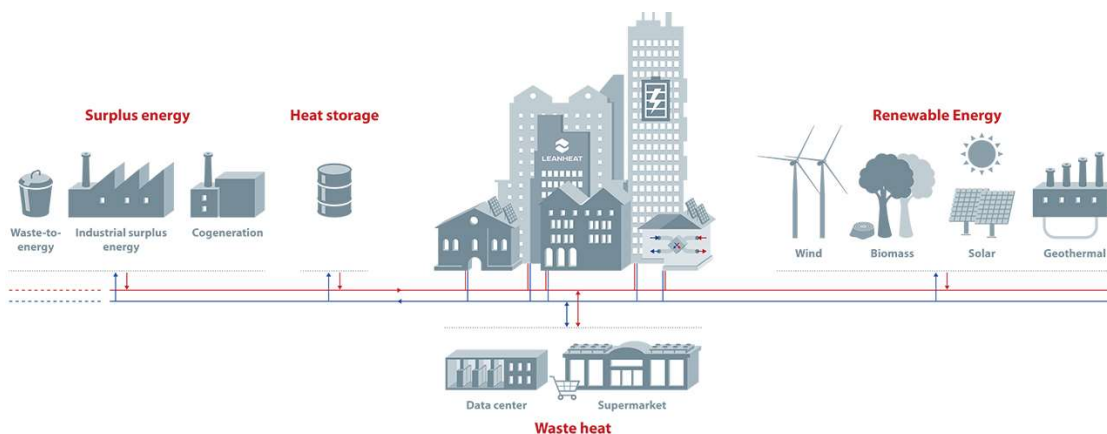 Surplus energy
Heat storage
Renewable Energy
LEANHEAT
Waste-to-
energy
Industrial surplus
energy
Cogeneration
Wind
Biomass
Solar
Geothermal
Data center
Supermarket
Waste heat